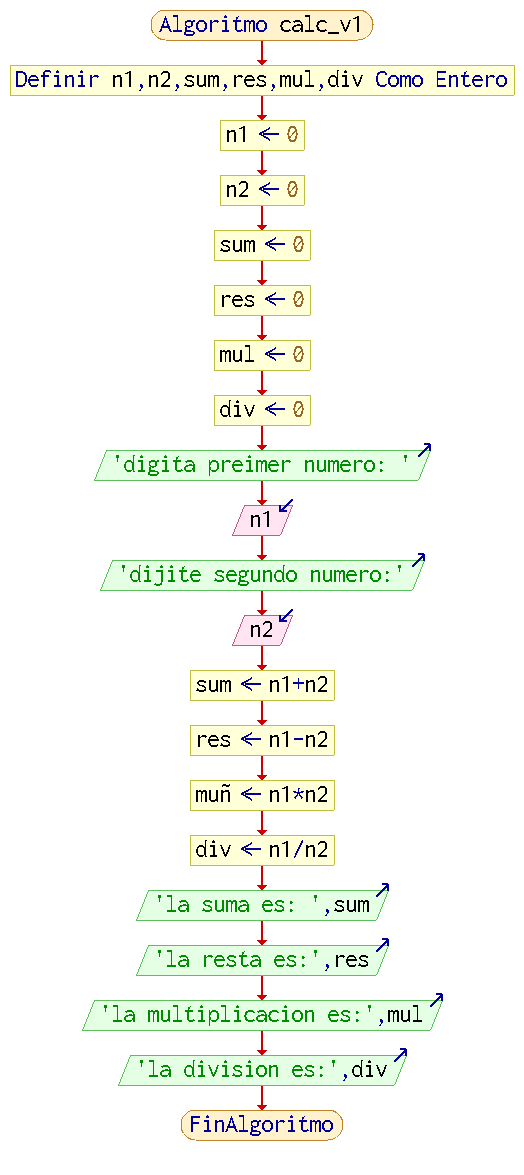 Algoritmo calc_v1
Definir n1,n2,sum,res,mul,div Como Entero
n1 ← 0
n2 ← 0
sum ← 0
res ← 0
mul ← 0
div ← 0
'digita preimer numero: '
n1
'dijite segundo numero:'
n2
sum ← n1+n2
res ← n1-n2
muñ ← n1*n2
div ← n1/n2
'la suma es: ',sum
'la resta es:',res
'la multiplicacion es:',mul
'la division es:',div
FinAlgoritmo